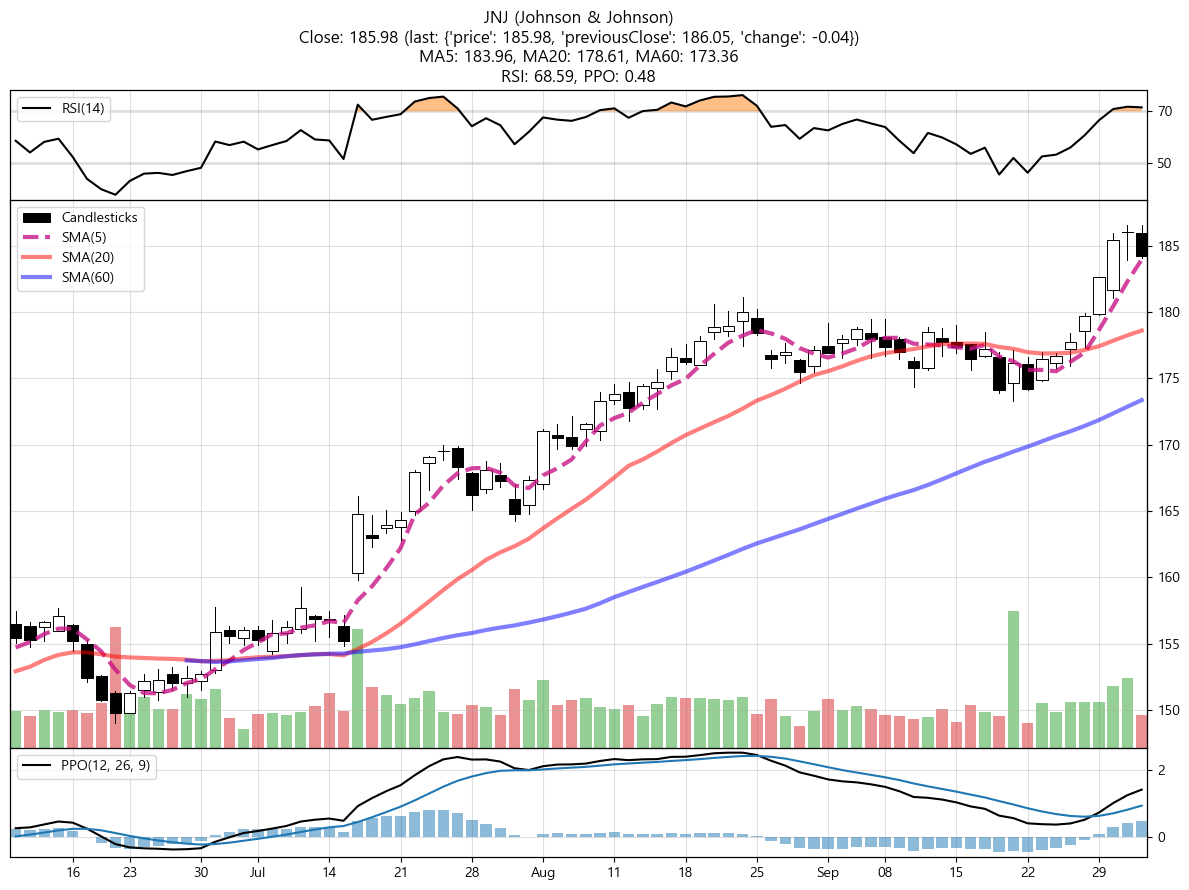 JNJ (Johnson & Johnson)
Close: 185.98 (last: {'price': 185.98, 'previousClose': 186.05, 'change': -0.04})
MA5: 183.96, MA20: 178.61, MA60: 173.36
RSI: 68.59, PPO: 0.48
RSI(14)
70
50
Candlesticks
SMA(5)
SMA(20)
SMA(60)
185
180
175
170
165
160
155
150
PPO(12, 26, 9)
2
0
16 23 30 Jul 14 21 28 Aug 11 18 25 Sep 08 15 22 29